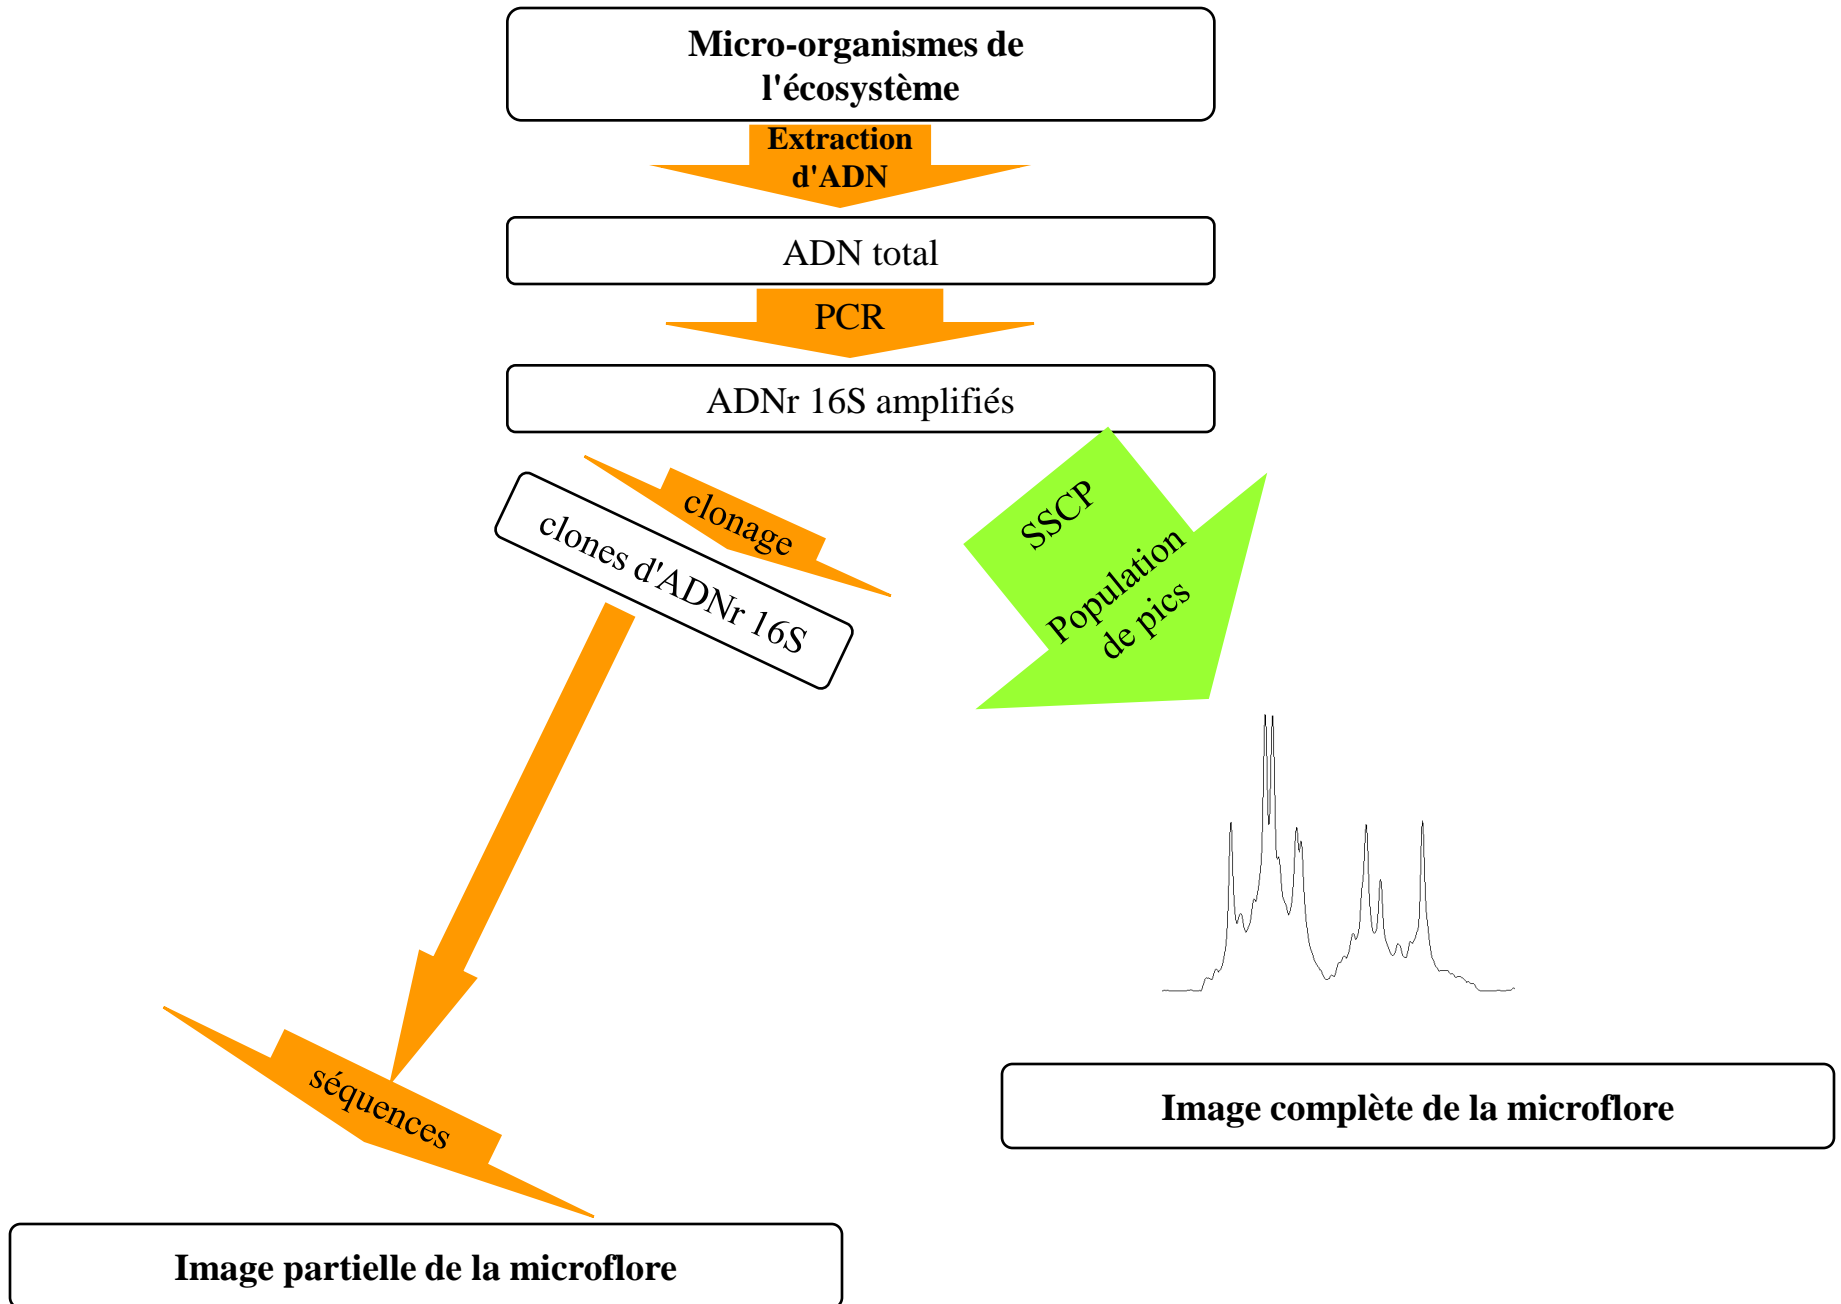 Micro-organismes de
l'écosystème
Extraction
d'ADN
ADN total
PCR
ADNr 16S amplifiés
clonage
clones d'ADNr 16S
SSCP
Population
de pics
séquences
Image complète de la microflore
Image partielle de la microflore